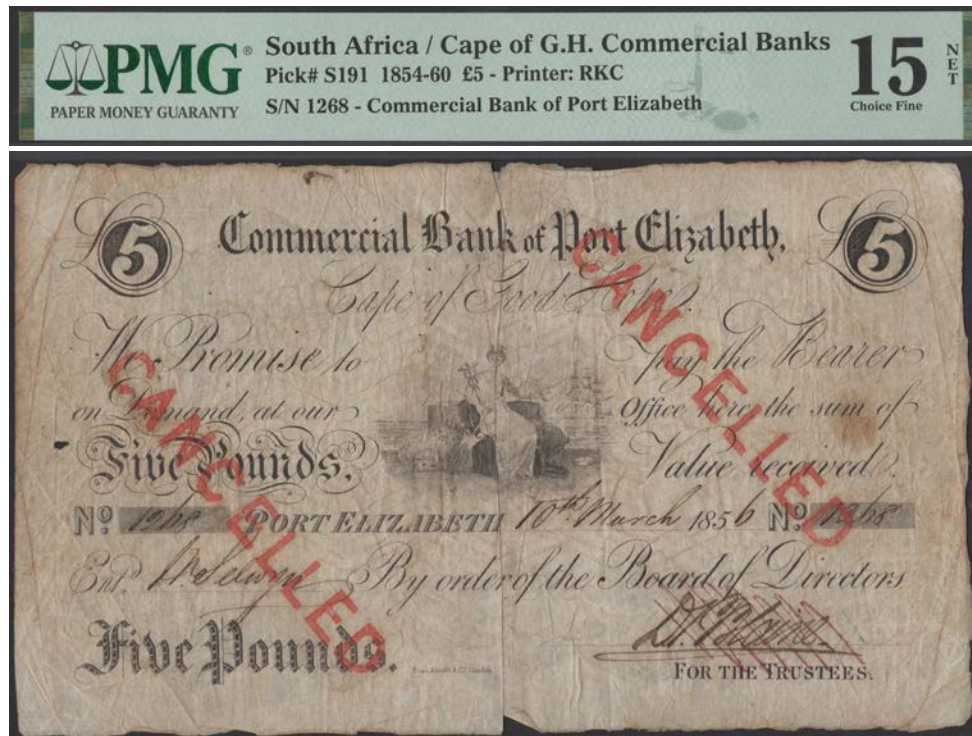 PMG®
PAPER MONEY GUARANTY
South Africa / Cape of G.H. Commercial Banks
Pick# S191 1854-60 £5 - Printer: RKC
S/N 1268 - Commercial Bank of Port Elizabeth
15
NET
Choice Fine
£5 Commercial Bank of Port Elizabeth, £5
Cape of Good Hope.
We Promise to pay the Bearer
on Demand, at our Office here, the sum of
Five Pounds. Value received.
No 1268 PORT ELIZABETH 10th March 1856 No 1268
Entd. By order of the Board of Directors
Five Pounds.
FOR THE TRUSTEES.
CANCELLED
CANCELLED